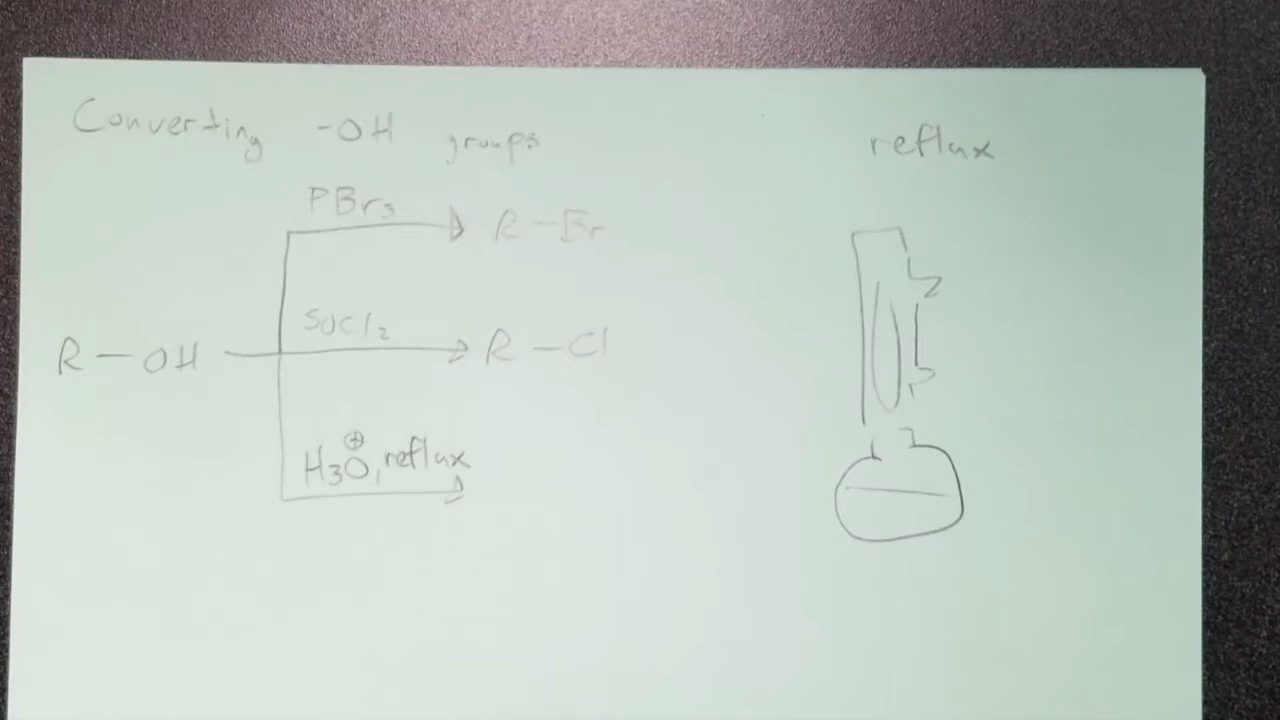 Converting -OH groups
reflux
PBr₃
R-Br
SOCl₂
R-OH
R-Cl
H₃O⊕, reflux